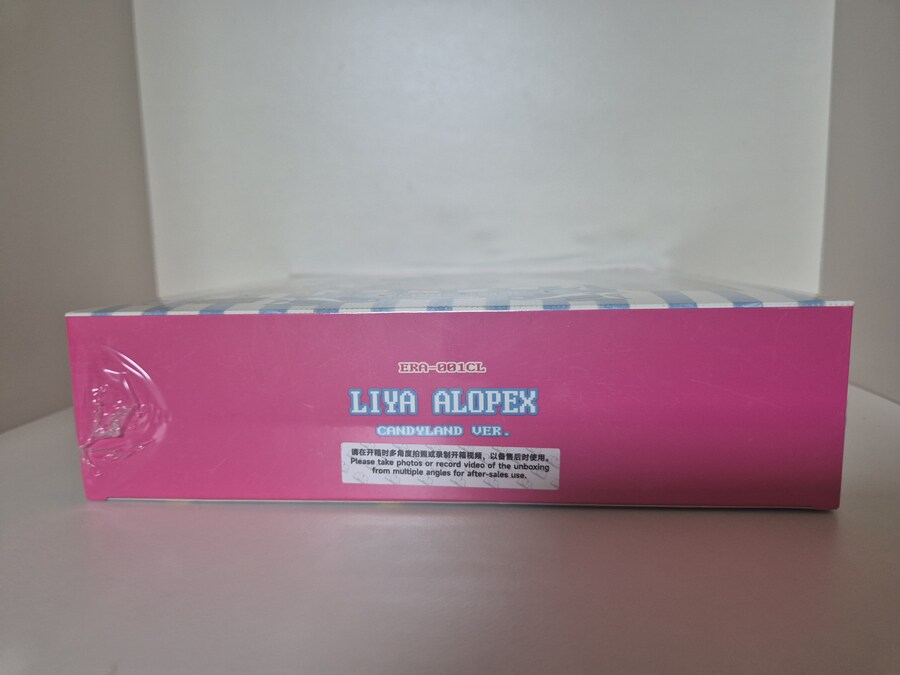 ERA-001CL
LIYA ALOPEX
CANDYLAND VER.
请在开箱时多角度拍照或录制开箱视频，以备售后时使用。
Please take photos or record video of the unboxing
from multiple angles for after-sales use.